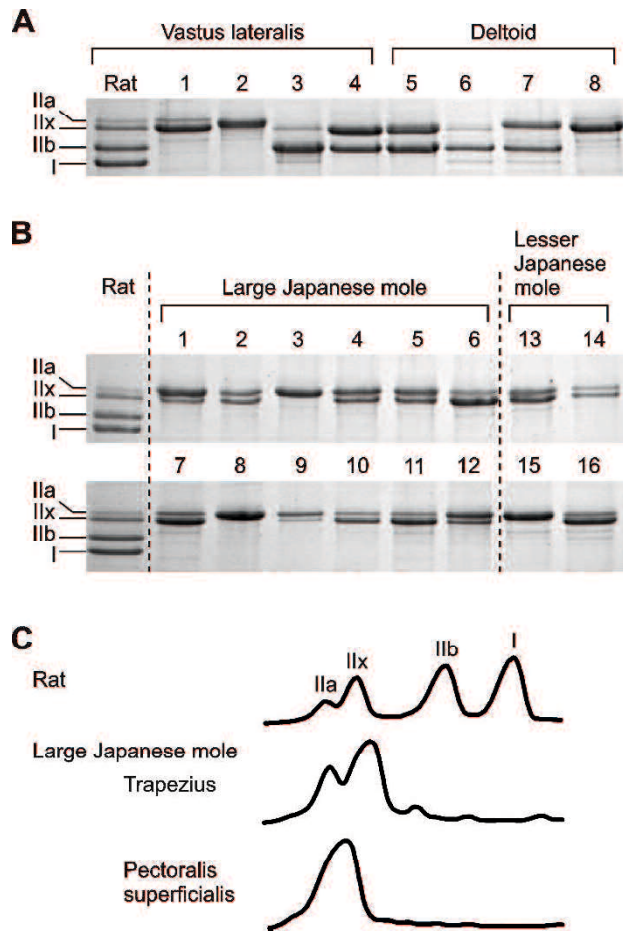 A
Vastus lateralis Deltoid
Rat 1 2 3 4 5 6 7 8
IIa
IIx
IIb
I
B
Rat Large Japanese mole Lesser
Japanese
mole
1 2 3 4 5 6 13 14
IIa
IIx
IIb
I
7 8 9 10 11 12 15 16
IIa
IIx
IIb
I
C
Rat IIa IIx IIb I
Large Japanese mole
Trapezius
Pectoralis
superficialis